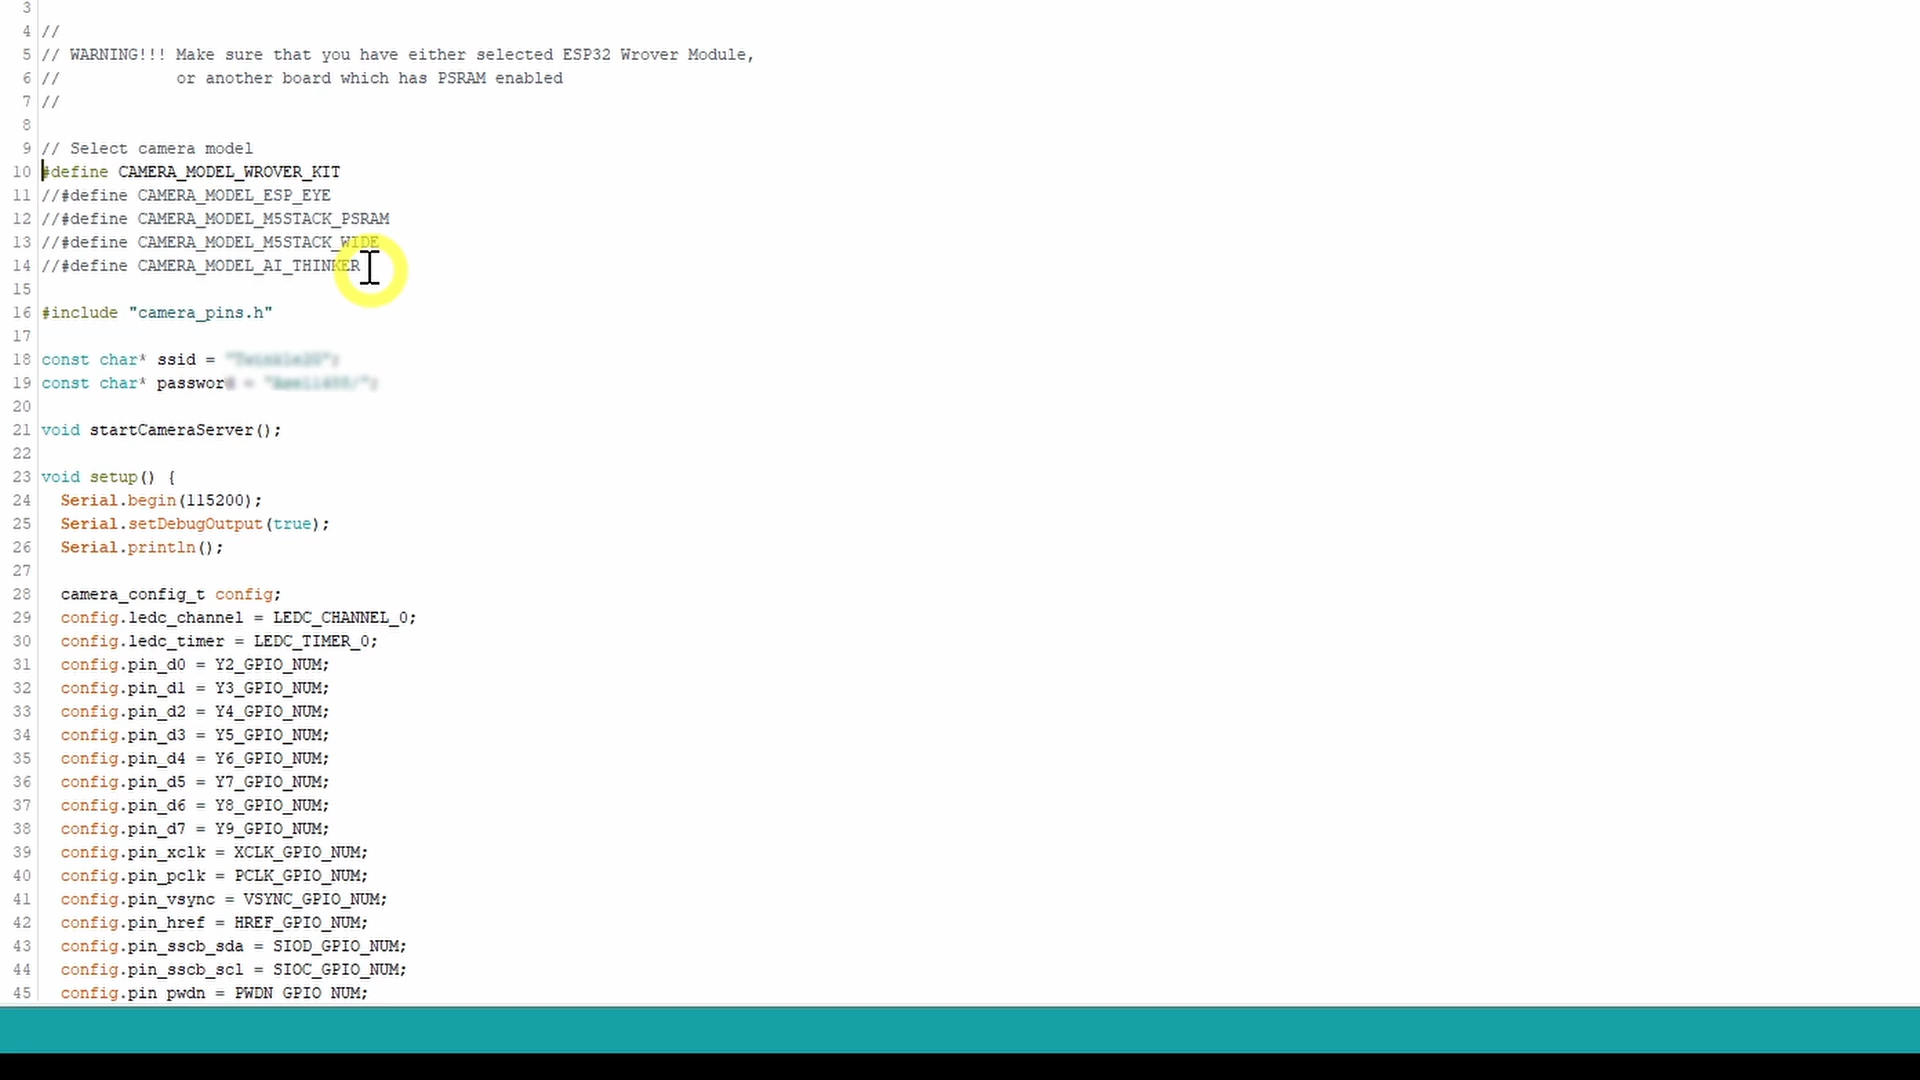 3
4 //
5 // WARNING!!! Make sure that you have either selected ESP32 Wrover Module,
6 //            or another board which has PSRAM enabled
7 //
8
9 // Select camera model
10 #define CAMERA_MODEL_WROVER_KIT
11 //#define CAMERA_MODEL_ESP_EYE
12 //#define CAMERA_MODEL_M5STACK_PSRAM
13 //#define CAMERA_MODEL_M5STACK_WIDE
14 //#define CAMERA_MODEL_AI_THINKER
15
16 #include "camera_pins.h"
17
18 const char* ssid =
19 const char* password =
20
21 void startCameraServer();
22
23 void setup() {
24   Serial.begin(115200);
25   Serial.setDebugOutput(true);
26   Serial.println();
27
28   camera_config_t config;
29   config.ledc_channel = LEDC_CHANNEL_0;
30   config.ledc_timer = LEDC_TIMER_0;
31   config.pin_d0 = Y2_GPIO_NUM;
32   config.pin_d1 = Y3_GPIO_NUM;
33   config.pin_d2 = Y4_GPIO_NUM;
34   config.pin_d3 = Y5_GPIO_NUM;
35   config.pin_d4 = Y6_GPIO_NUM;
36   config.pin_d5 = Y7_GPIO_NUM;
37   config.pin_d6 = Y8_GPIO_NUM;
38   config.pin_d7 = Y9_GPIO_NUM;
39   config.pin_xclk = XCLK_GPIO_NUM;
40   config.pin_pclk = PCLK_GPIO_NUM;
41   config.pin_vsync = VSYNC_GPIO_NUM;
42   config.pin_href = HREF_GPIO_NUM;
43   config.pin_sscb_sda = SIOD_GPIO_NUM;
44   config.pin_sscb_scl = SIOC_GPIO_NUM;
45   config.pin_pwdn = PWDN_GPIO_NUM;